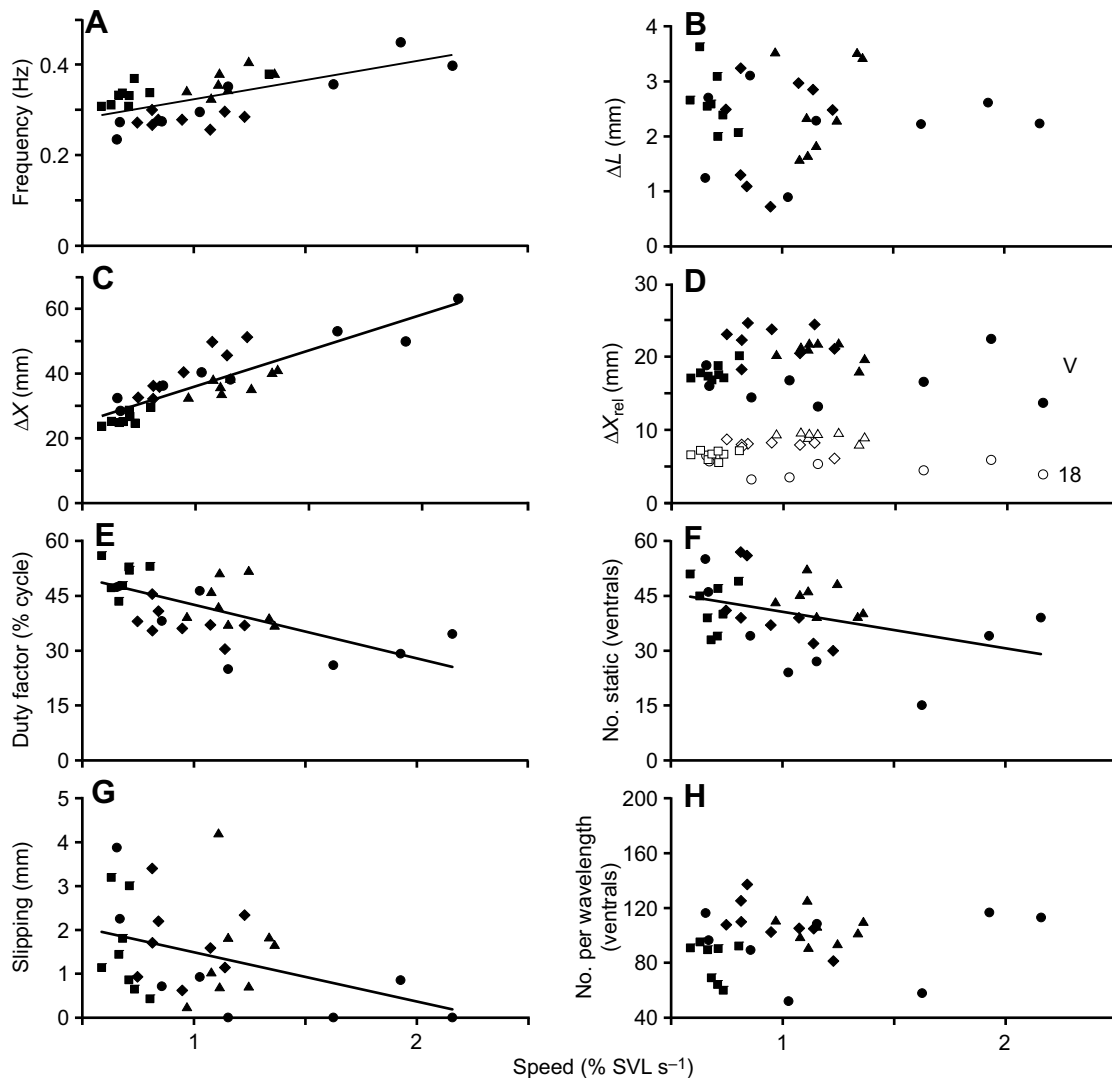 A
Frequency (Hz)
0.4
0.2
0
B
ΔL (mm)
4
3
2
1
0
C
ΔX (mm)
60
40
20
0
D
ΔXrel (mm)
30
20
10
0
V
18
E
Duty factor (% cycle)
60
45
30
15
0
F
No. static (ventrals)
60
45
30
15
0
G
Slipping (mm)
5
4
3
2
1
0
1
2
H
No. per wavelength
(ventrals)
200
160
120
80
40
1
2
Speed (% SVL s⁻¹)